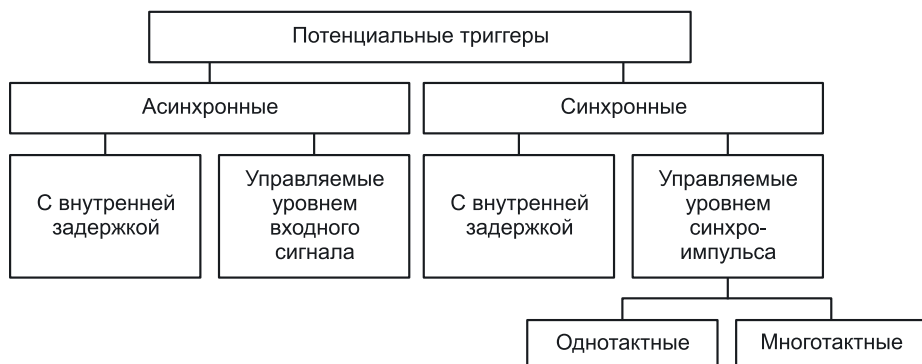 Потенциальные триггеры
Асинхронные
Синхронные
С внутренней
задержкой
Управляемые
уровнем
входного
сигнала
С внутренней
задержкой
Управляемые
уровнем
синхро-
импульса
Однотактные
Многотактные